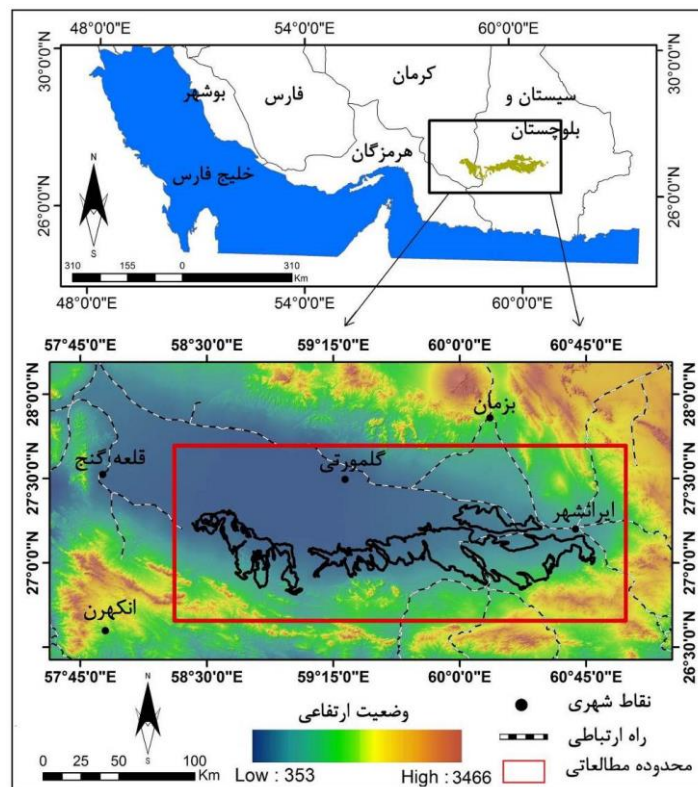 48°0'0"E 54°0'0"E 60°0'0"E
30°0'0"N
30°0'0"N
کرمان
سیستان و
بلوچستان
فارس
بوشهر
هرمزگان
خلیج فارس
26°0'0"N
26°0'0"N
N
S
310 155 0 310
Km
48°0'0"E 54°0'0"E 60°0'0"E
57°45'0"E 58°30'0"E 59°15'0"E 60°0'0"E 60°45'0"E
28°0'0"N
28°0'0"N
بزمان
قلعه گنج
گلمورتی
27°30'0"N
27°30'0"N
ایرانشهر
27°0'0"N
27°0'0"N
انکهرن
26°30'0"N
57°45'0"E 58°30'0"E 59°15'0"E 60°0'0"E 60°45'0"E
N
S
0 25 50 100
Km
وضعیت ارتفاعی
Low : 353 High : 3466
نقاط شهری
راه ارتباطی
محدوده مطالعاتی